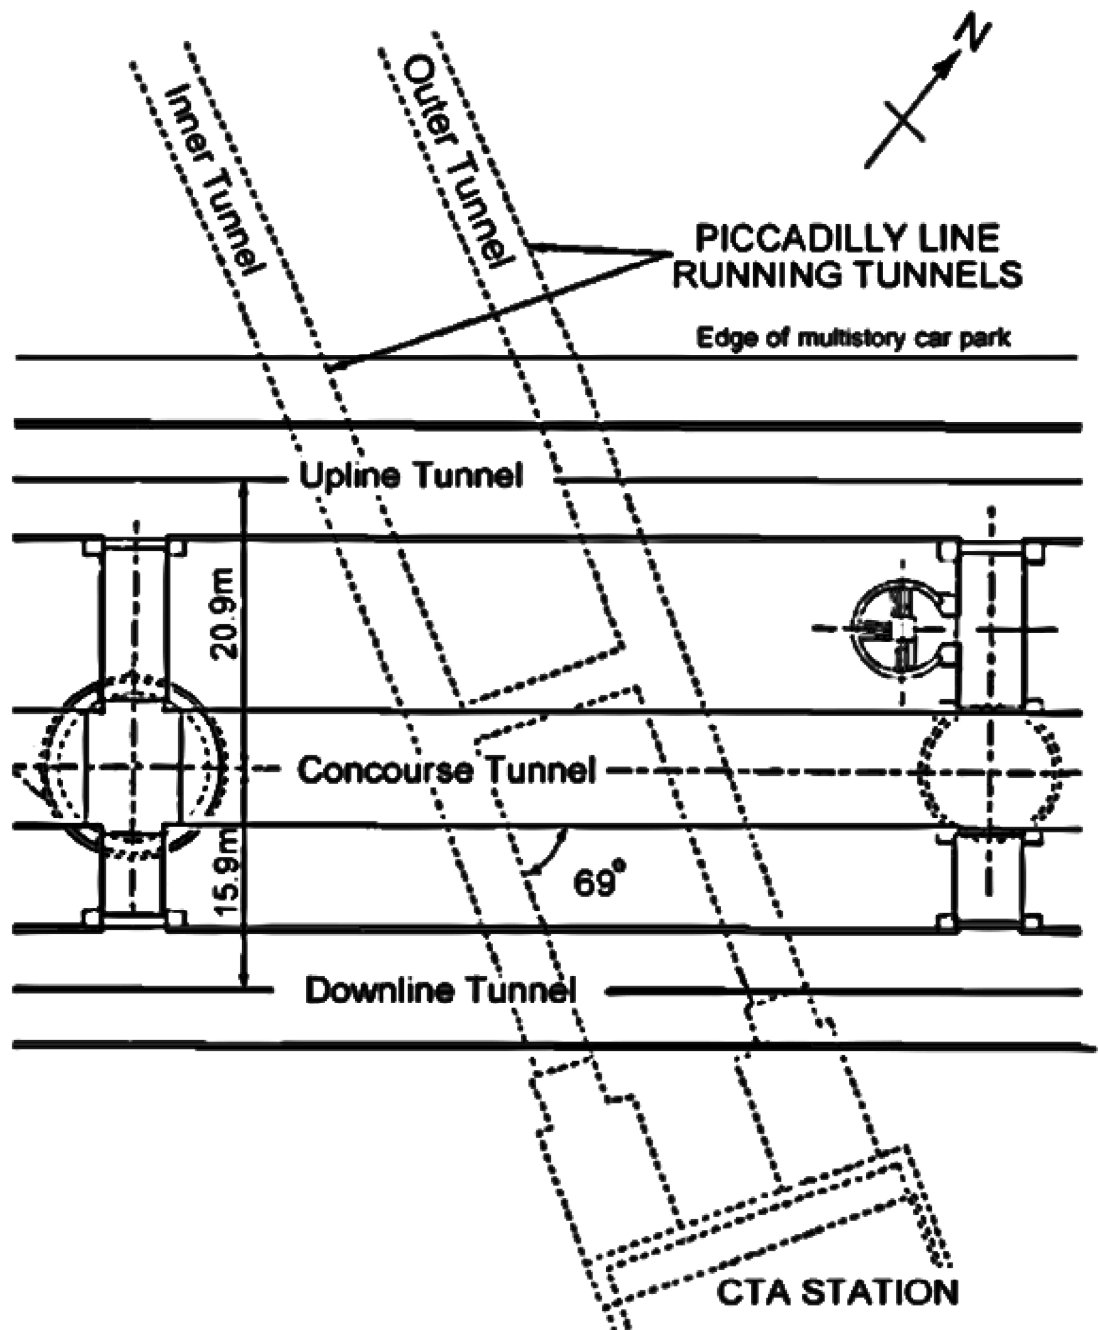 N
Inner Tunnel
Outer Tunnel
PICCADILLY LINE
RUNNING TUNNELS
Edge of multistory car park
Upline Tunnel
20.9m
Concourse Tunnel
15.9m
69°
Downline Tunnel
CTA STATION